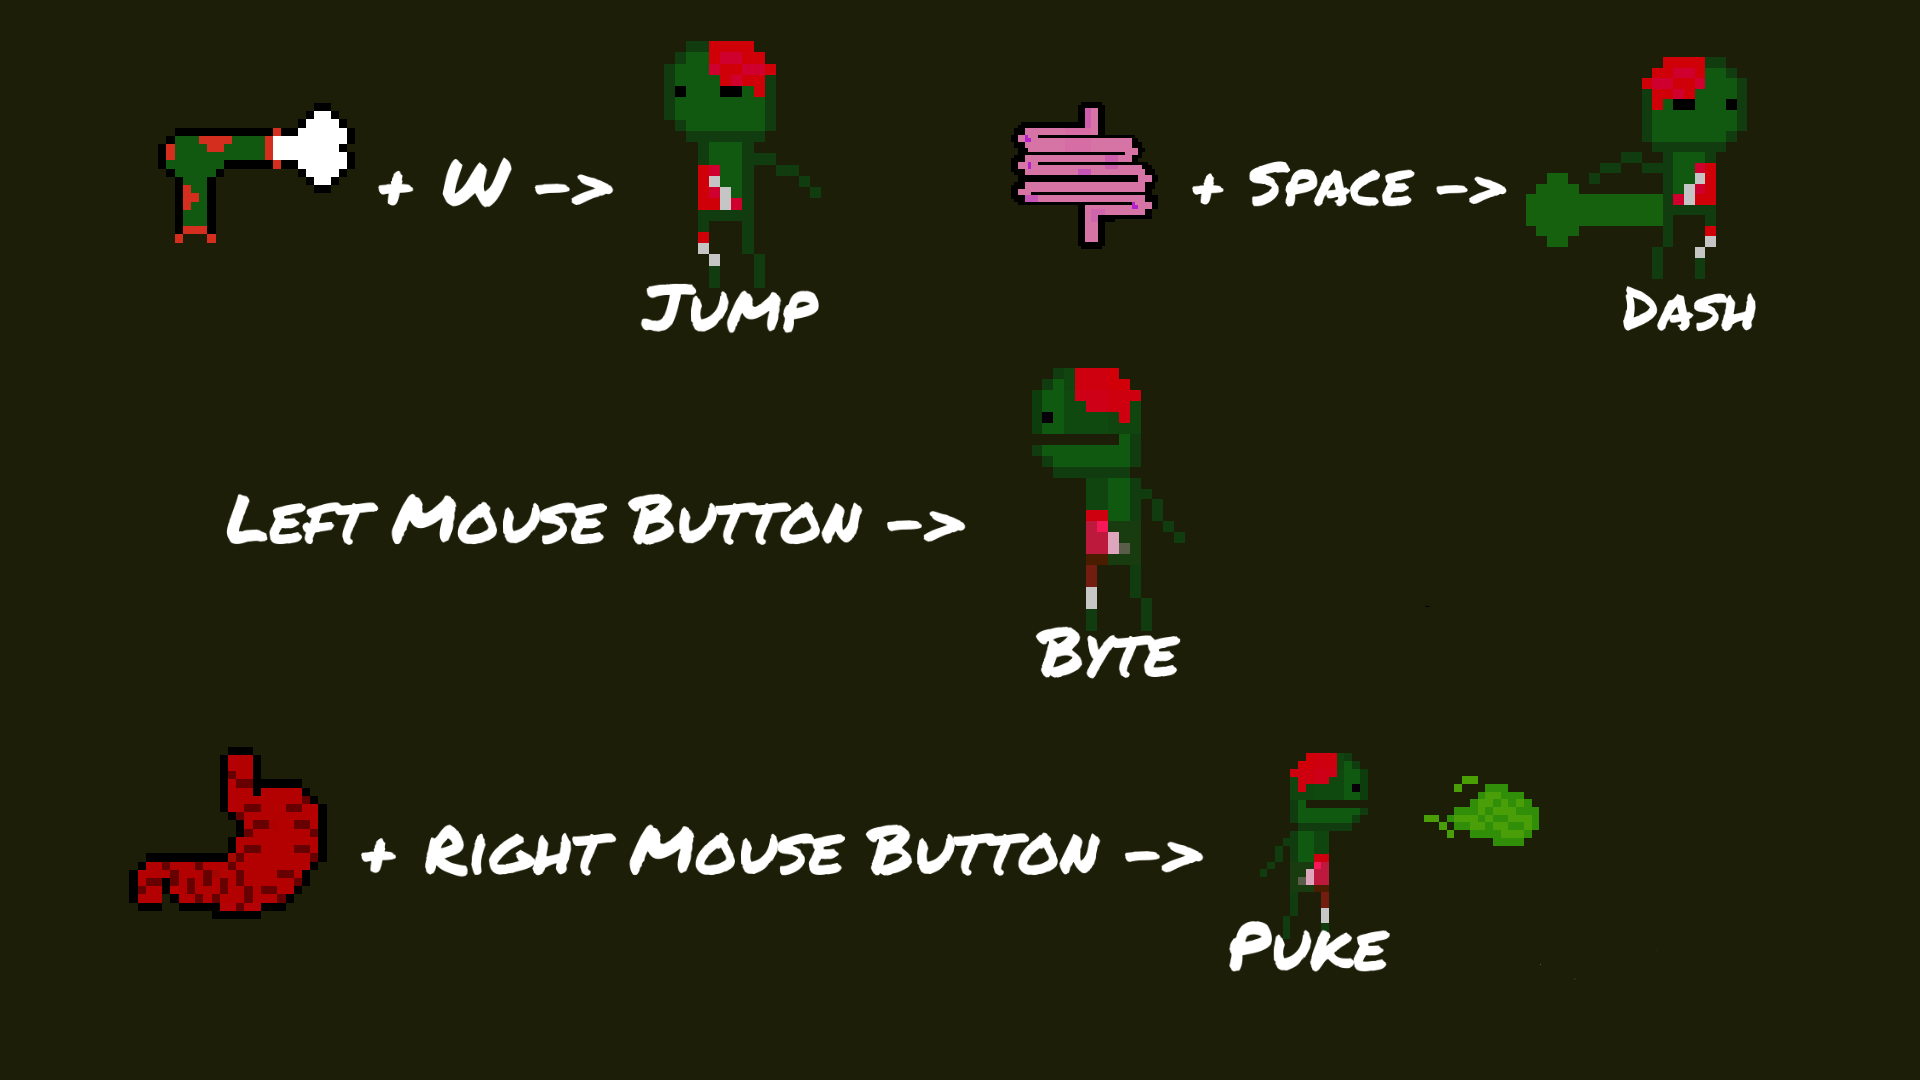 + W ->
Jump
+ Space ->
Dash
Left Mouse Button ->
Byte
+ Right Mouse Button ->
Puke